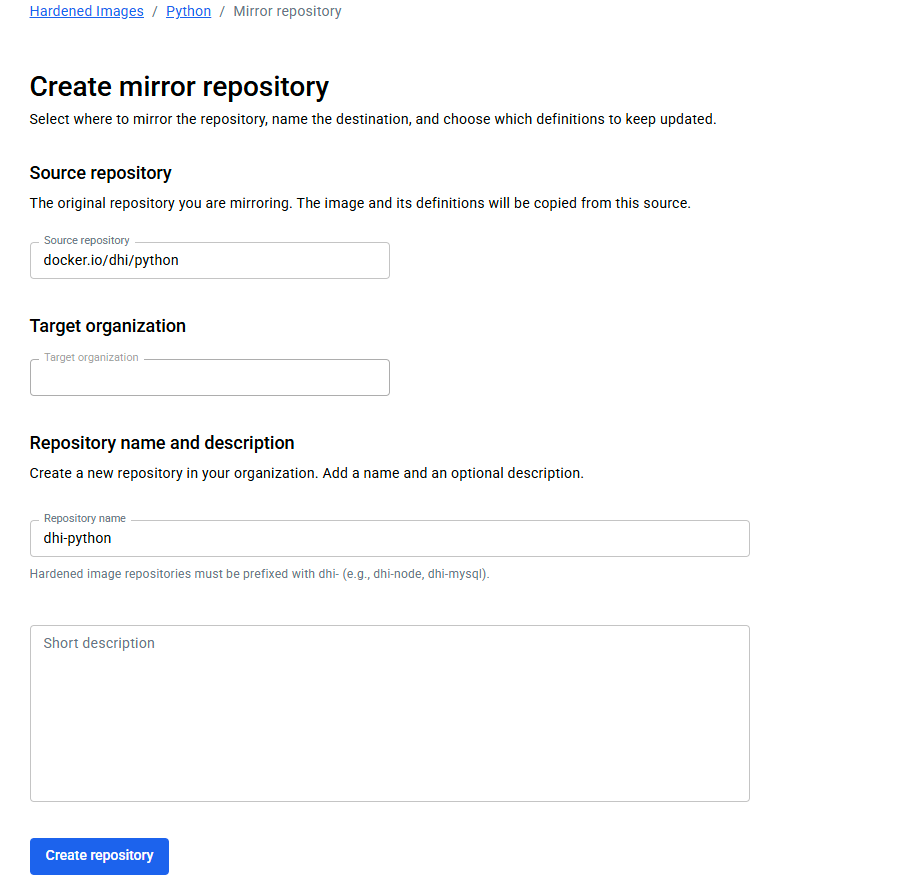 Hardened Images / Python / Mirror repository
Create mirror repository
Select where to mirror the repository, name the destination, and choose which definitions to keep updated.
Source repository
The original repository you are mirroring. The image and its definitions will be copied from this source.
Source repository
docker.io/dhi/python
Target organization
Target organization
Repository name and description
Create a new repository in your organization. Add a name and an optional description.
Repository name
dhi-python
Hardened image repositories must be prefixed with dhi- (e.g., dhi-node, dhi-mysql).
Short description
Create repository